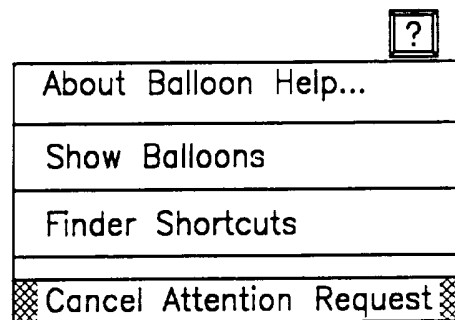 ?
About Balloon Help...
Show Balloons
Finder Shortcuts
Cancel Attention Request